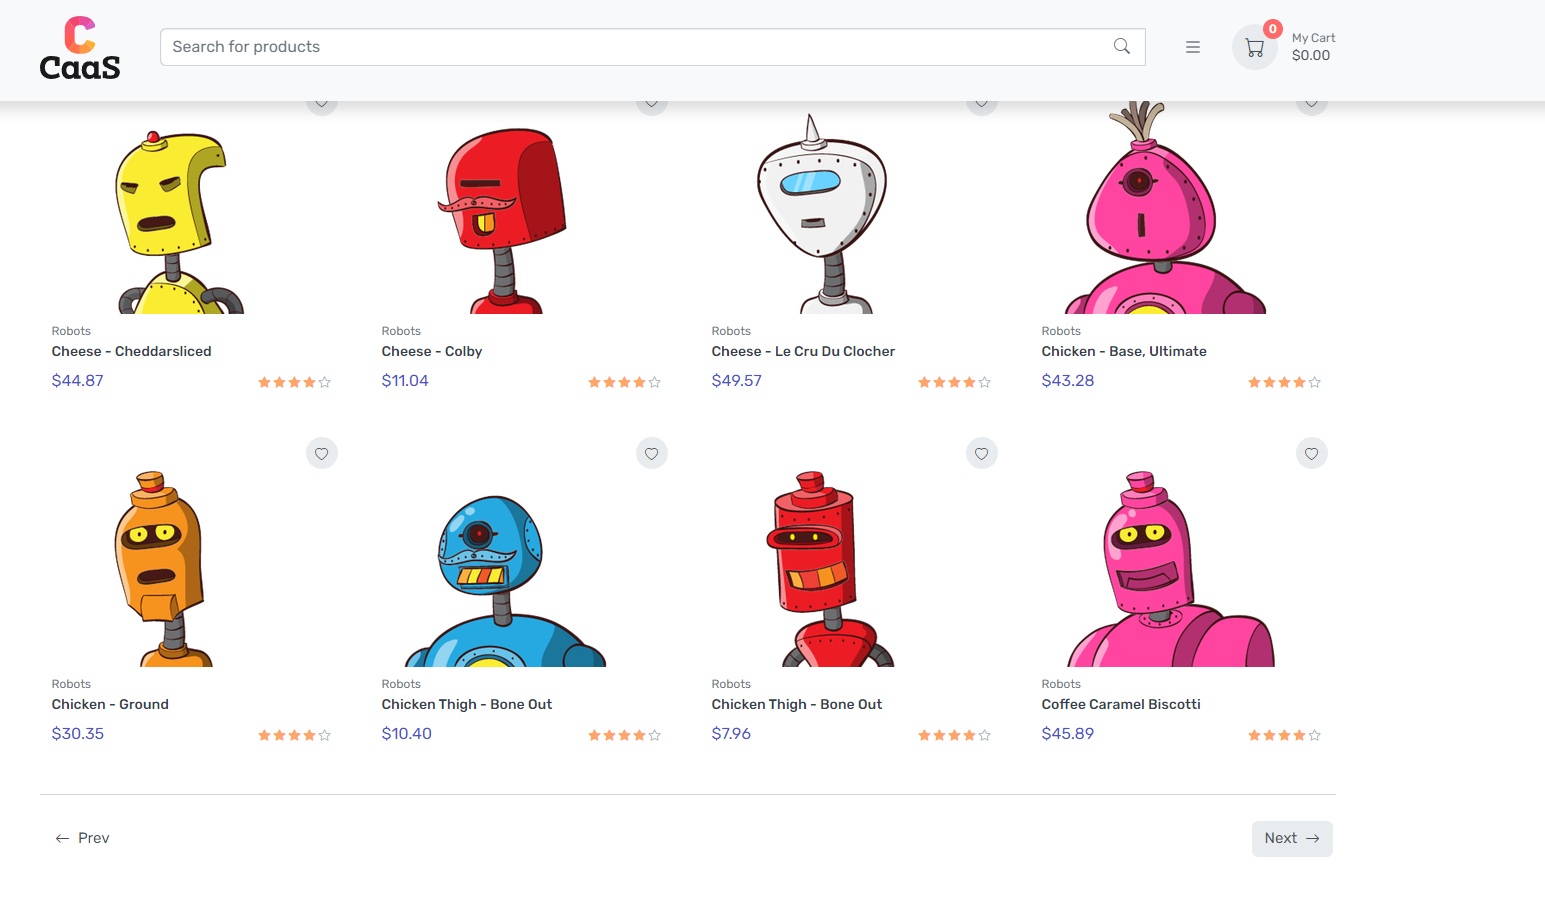 C
CaaS
Search for products
0
My Cart
$0.00
Robots
Cheese - Cheddarsliced
$44.87
Robots
Cheese - Colby
$11.04
Robots
Cheese - Le Cru Du Clocher
$49.57
Robots
Chicken - Base, Ultimate
$43.28
Robots
Chicken - Ground
$30.35
Robots
Chicken Thigh - Bone Out
$10.40
Robots
Chicken Thigh - Bone Out
$7.96
Robots
Coffee Caramel Biscotti
$45.89
← Prev
Next →